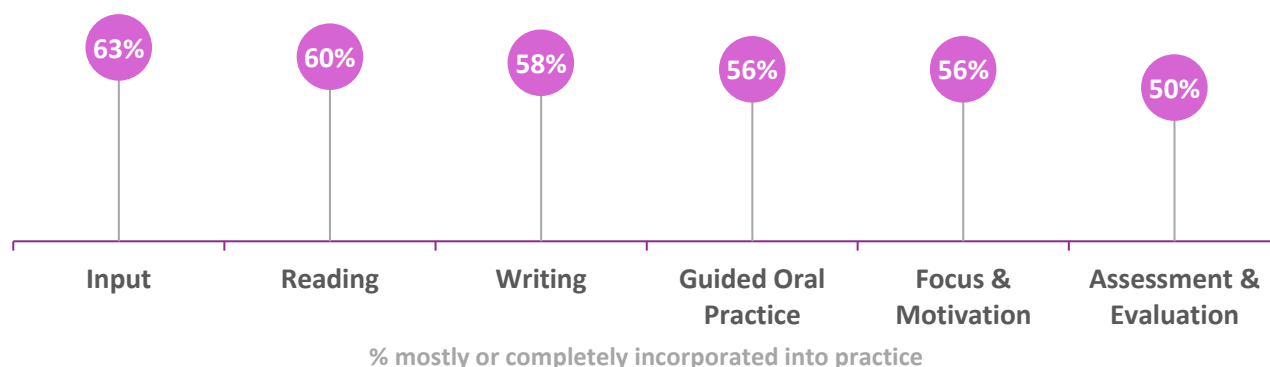 63%
60%
58%
56%
56%
50%
Input
Reading
Writing
Guided Oral
Practice
Focus &
Motivation
Assessment &
Evaluation
% mostly or completely incorporated into practice